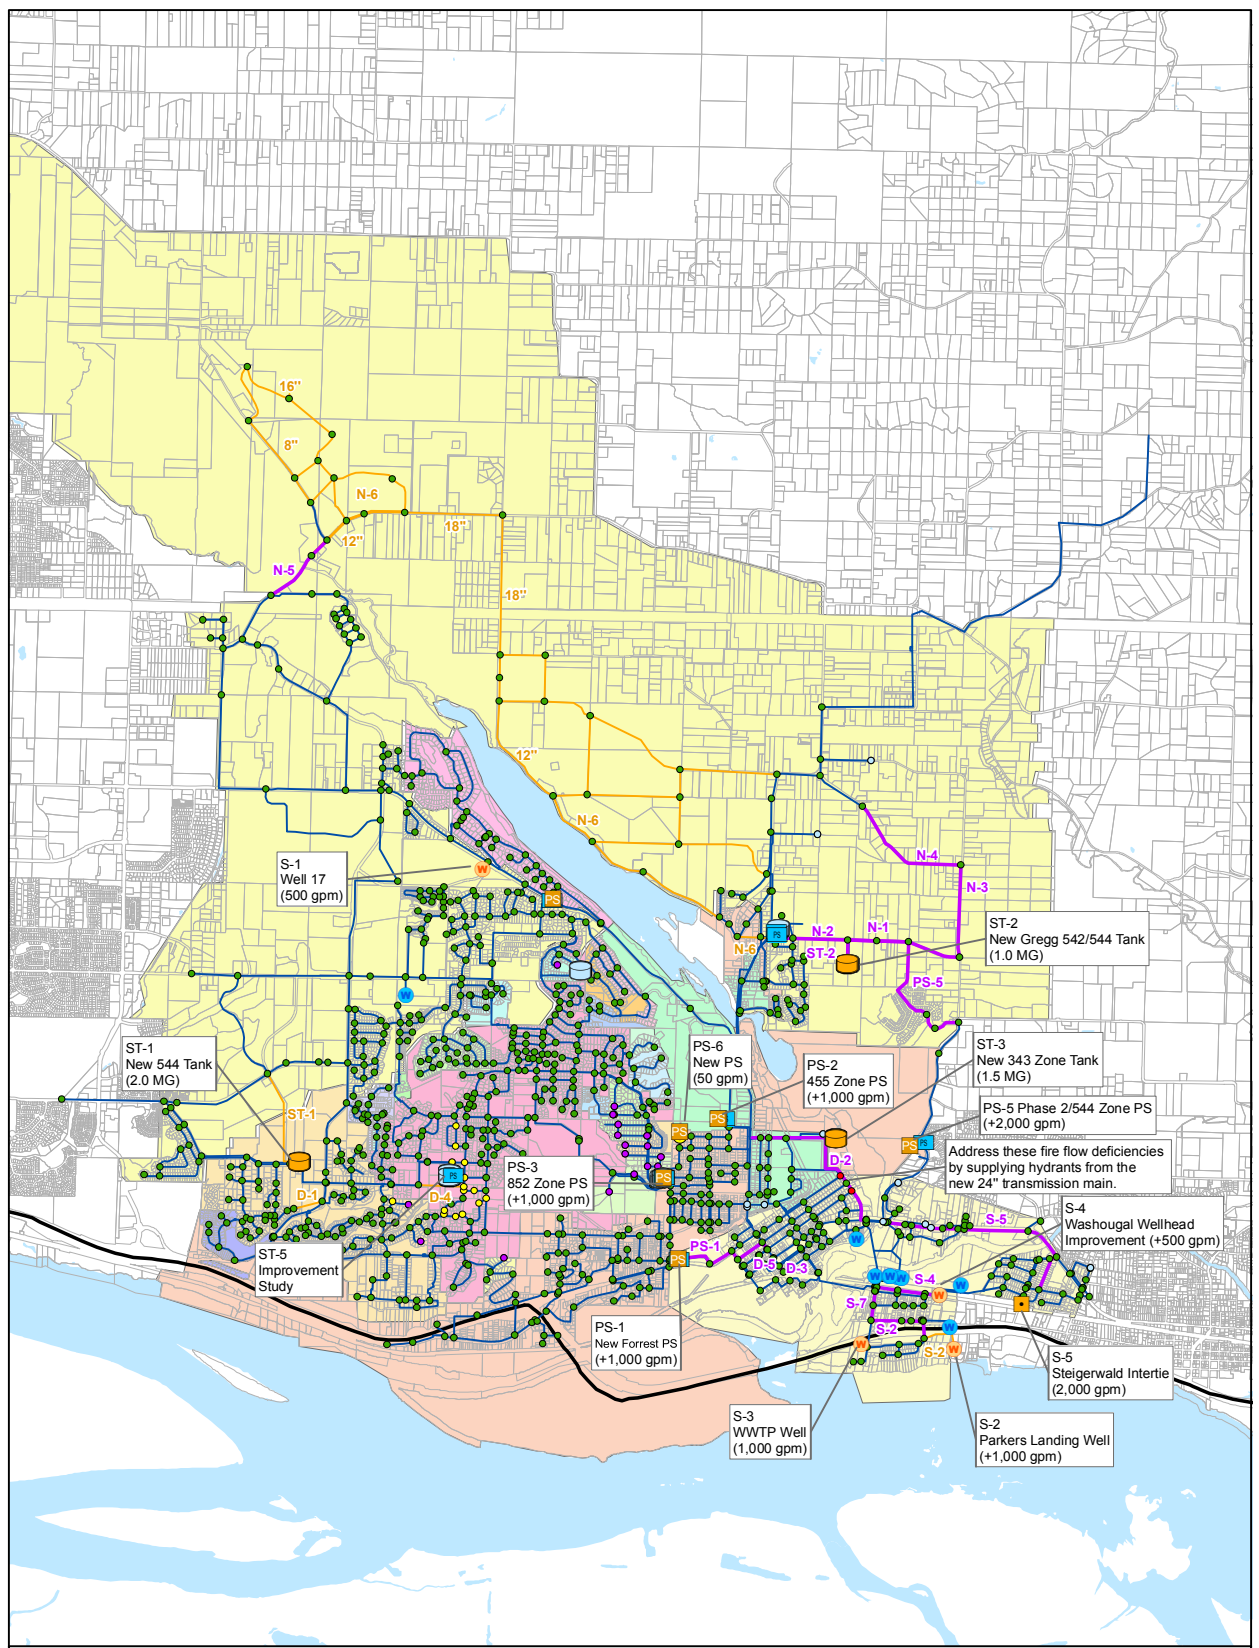 16"
8"
N-6
18"
12"
N-5
18"
12"
N-6
N-4
N-3
S-1
Well 17
(500 gpm)
W
PS
ST-2
New Gregg 542/544 Tank
(1.0 MG)
N-2
N-1
PS
N-6
ST-2
PS-5
W
ST-1
New 544 Tank
(2.0 MG)
PS-6
New PS
(50 gpm)
ST-3
New 343 Zone Tank
(1.5 MG)
PS-2
455 Zone PS
(+1,000 gpm)
PS-5 Phase 2/544 Zone PS
(+2,000 gpm)
ST-1
PS
PS
PS
PS
Address these fire flow deficiencies
by supplying hydrants from the
new 24" transmission main.
PS-3
852 Zone PS
(+1,000 gpm)
D-2
PS
PS
D-1
D-4
S-4
Washougal Wellhead
Improvement (+500 gpm)
S-5
W
ST-5
Improvement
Study
PS-1
PS
D-5
D-3
W
W
W
S-4
W
W
S-7
S-2
W
W
S-2
W
PS-1
New Forrest PS
(+1,000 gpm)
S-5
Steigerwald Intertie
(2,000 gpm)
S-3
WWTP Well
(1,000 gpm)
S-2
Parkers Landing Well
(+1,000 gpm)